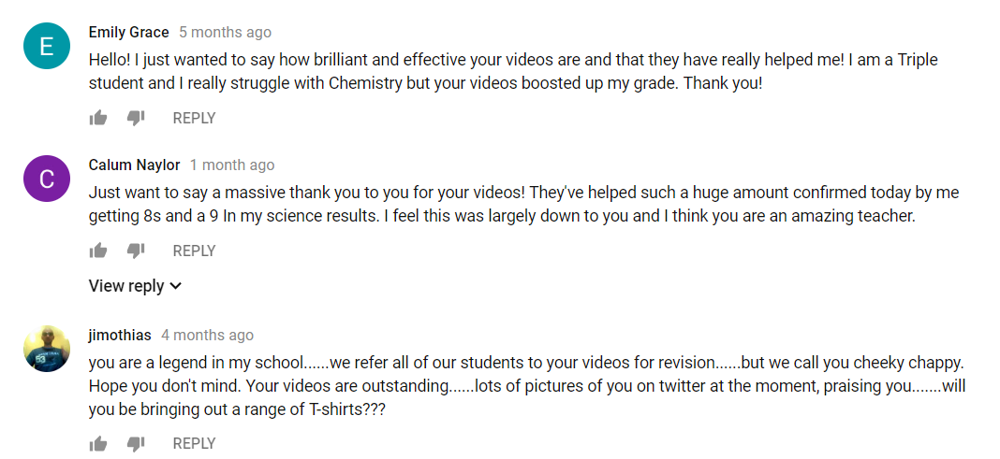 E
Emily Grace 5 months ago
Hello! I just wanted to say how brilliant and effective your videos are and that they have really helped me! I am a Triple
student and I really struggle with Chemistry but your videos boosted up my grade. Thank you!
REPLY
C
Calum Naylor 1 month ago
Just want to say a massive thank you to you for your videos! They've helped such a huge amount confirmed today by me
getting 8s and a 9 In my science results. I feel this was largely down to you and I think you are an amazing teacher.
REPLY
View reply
jimothias 4 months ago
53
you are a legend in my school......we refer all of our students to your videos for revision......but we call you cheeky chappy.
Hope you don't mind. Your videos are outstanding......lots of pictures of you on twitter at the moment, praising you.......will
you be bringing out a range of T-shirts???
REPLY